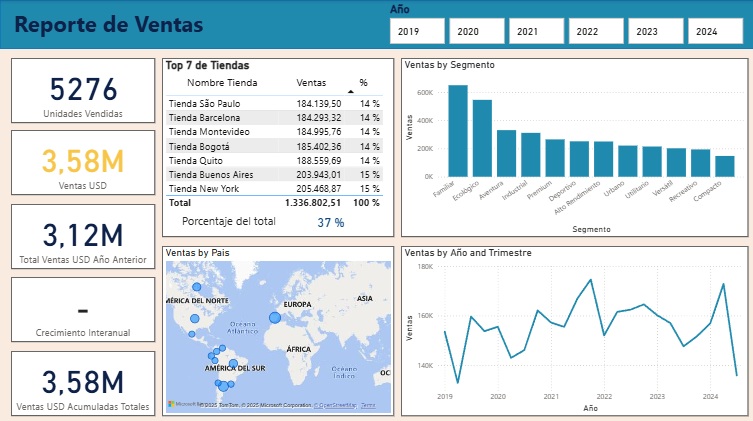 Reporte de Ventas
Año
2019 2020 2021 2022 2023 2024
5276
Unidades Vendidas
3,58M
Ventas USD
3,12M
Total Ventas USD Año Anterior
-
Crecimiento Interanual
3,58M
Ventas USD Acumuladas Totales
Top 7 de Tiendas
Nombre Tienda Ventas %
Tienda São Paulo 184.139,50 14 %
Tienda Barcelona 184.293,32 14 %
Tienda Montevideo 184.995,76 14 %
Tienda Bogotá 185.402,36 14 %
Tienda Quito 188.559,69 14 %
Tienda Buenos Aires 203.943,01 15 %
Tienda New York 205.468,87 15 %
Total 1.336.802,51 100 %
Porcentaje del total 37 %
Ventas by Segmento
Ventas
600K
400K
200K
0K
Familiar
Ecológico
Aventura
Industrial
Premium
Deportivo
Alto Rendimiento
Urbano
Utilitario
Versátil
Recreativo
Compacto
Segmento
Ventas by Pais
MÉRICA DEL NORTE
EUROPA
ASIA
Océano
Atlántico
ÁFRICA
AMÉRICA DEL SUR
Océano
Índico
OC
© 2025 TomTom, © 2025 Microsoft Corporation, © OpenStreetMap Terms
Ventas by Año and Trimestre
Ventas
180K
160K
140K
2019 2020 2021 2022 2023 2024
Año